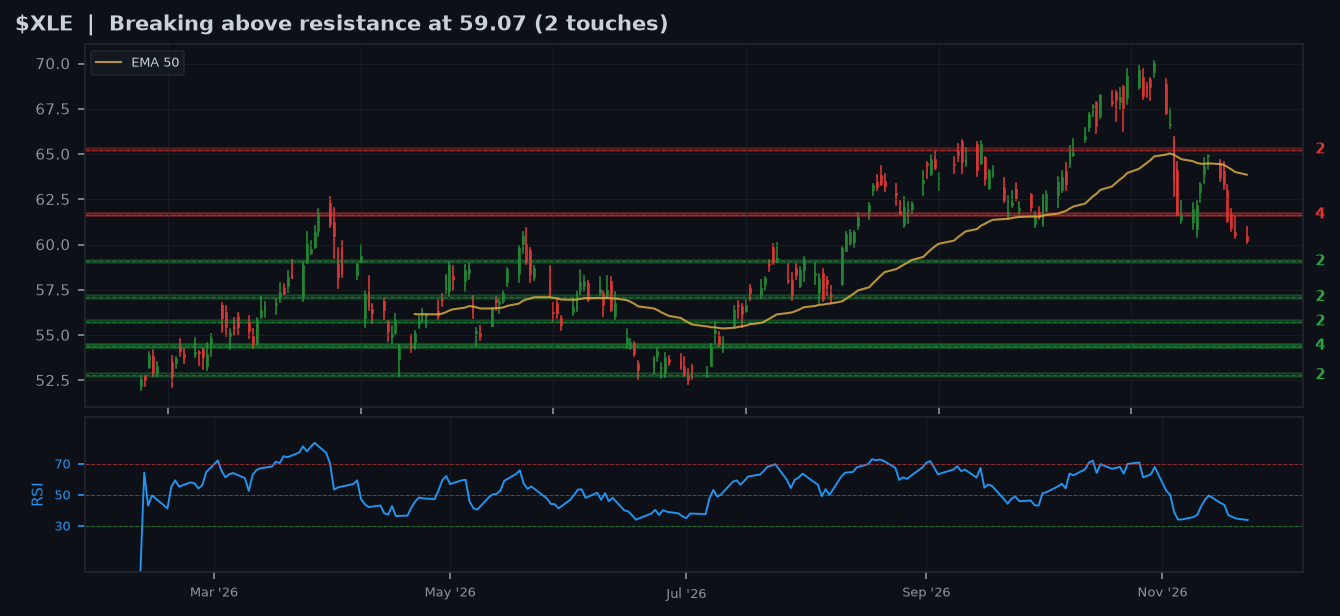 $XLE | Breaking above resistance at 59.07 (2 touches)
EMA 50
70.0
67.5
65.0
62.5
60.0
57.5
55.0
52.5
2
4
2
2
2
4
2
RSI
70
50
30
Mar '26
May '26
Jul '26
Sep '26
Nov '26